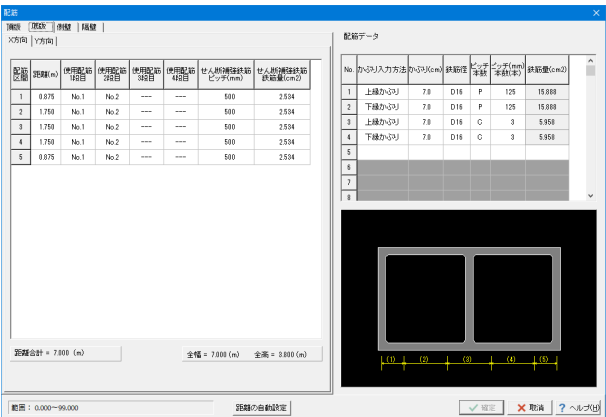 配筋
頂版 底版 側壁 隔壁
X方向 Y方向
配筋区間 距離(m) 使用配筋1段目 使用配筋2段目 使用配筋3段目 使用配筋4段目 せん断補強鉄筋ピッチ(mm) せん断補強鉄筋鉄筋量(cm2)
1 0.875 No.1 No.2 --- --- 500 2.534
2 1.750 No.1 No.2 --- --- 500 2.534
3 1.750 No.1 No.2 --- --- 500 2.534
4 1.750 No.1 No.2 --- --- 500 2.534
5 0.875 No.1 No.2 --- --- 500 2.534
距離合計 = 7.000 (m) 全幅 = 7.000 (m) 全高 = 3.800 (m)
配筋データ
No. かぶり入力方法 かぶり(cm) 鉄筋径 ピッチ本数 ピッチ(mm)本数(本) 鉄筋量(cm2)
1 上縁かぶり 7.0 D16 P 125 15.888
2 下縁かぶり 7.0 D16 P 125 15.888
3 上縁かぶり 7.0 D16 C 3 5.958
4 下縁かぶり 7.0 D16 C 3 5.958
5
6
7
8
(1) (2) (3) (4) (5)
範囲: 0.000～99.000 距離の自動設定 確定 取消 ヘルプ(H)